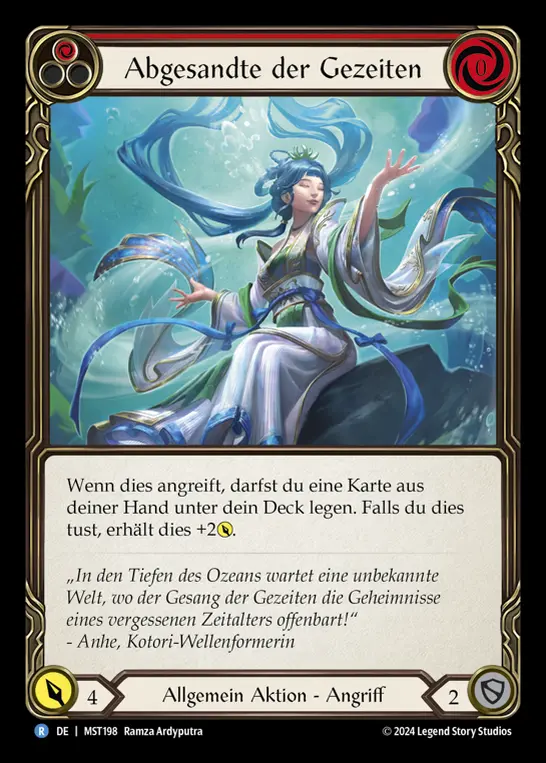 Abgesandte der Gezeiten
0
Wenn dies angreift, darfst du eine Karte aus
deiner Hand unter dein Deck legen. Falls du dies
tust, erhält dies +2.
„In den Tiefen des Ozeans wartet eine unbekannte
Welt, wo der Gesang der Gezeiten die Geheimnisse
eines vergessenen Zeitalters offenbart!“
- Anhe, Kotori-Wellenformerin
4
Allgemein Aktion - Angriff
2
R DE | MST198 Ramza Ardyputra
© 2024 Legend Story Studios